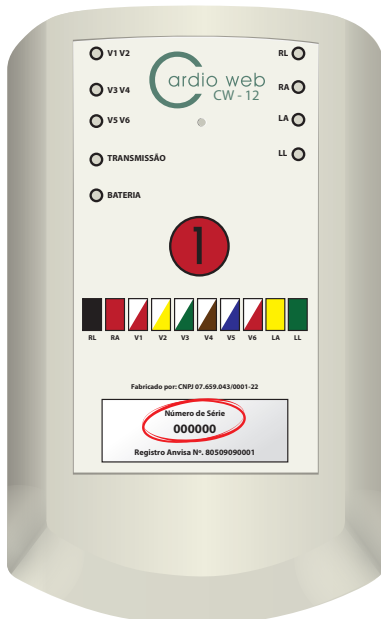 V1 V2
RL
Cardio web
CW - 12
V3 V4
RA
V5 V6
LA
TRANSMISSÃO
LL
BATERIA
1
RL RA V1 V2 V3 V4 V5 V6 LA LL
Fabricado por: CNPJ 07.659.043/0001-22
Número de Série
000000
Registro Anvisa Nº. 80509090001